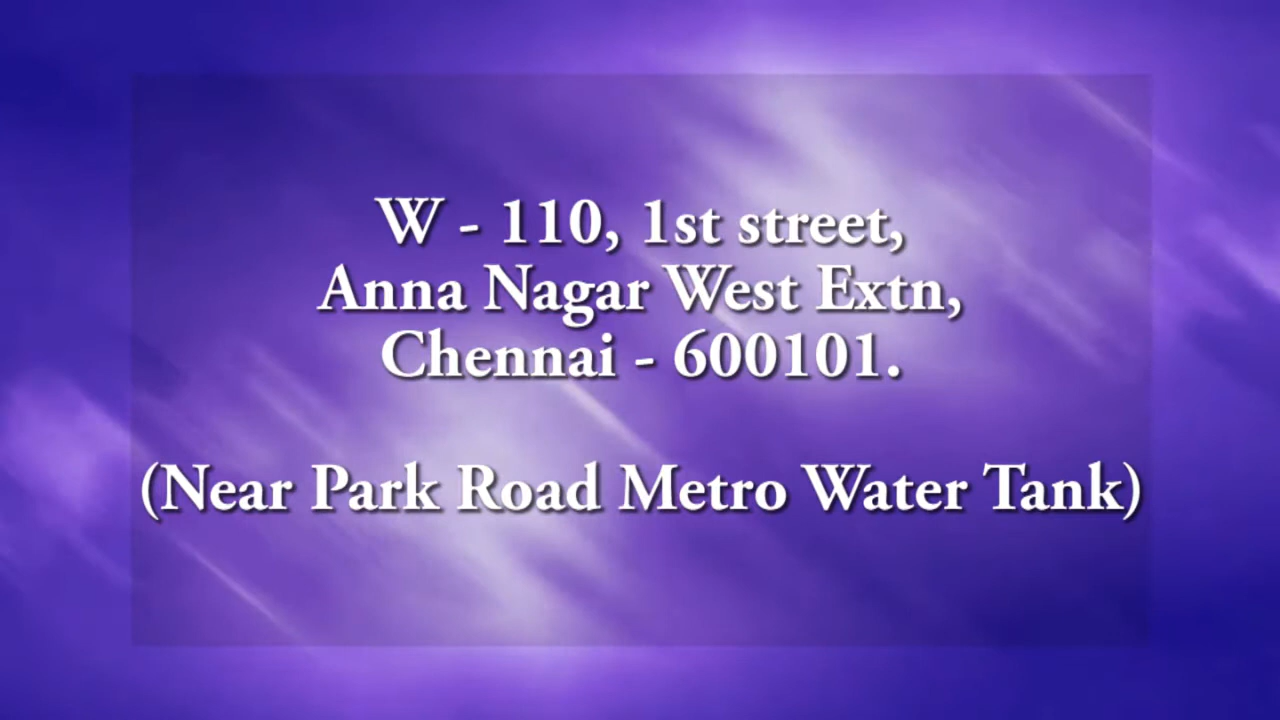 W - 110, 1st street,
Anna Nagar West Extn,
Chennai - 600101.
(Near Park Road Metro Water Tank)